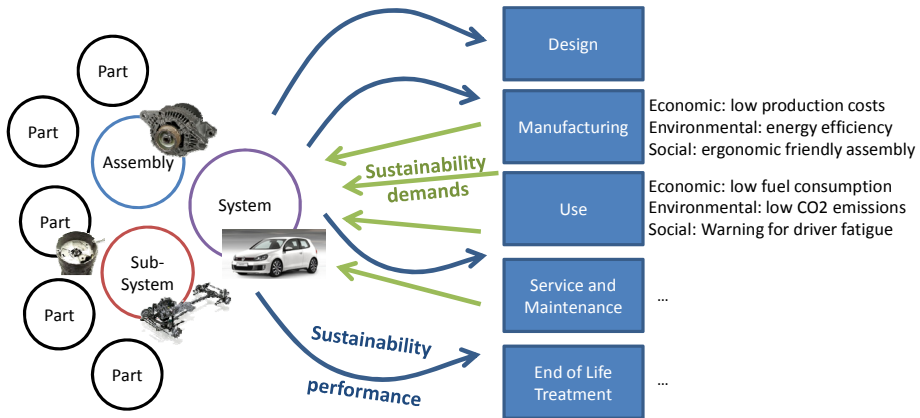 Part
Part
Assembly
Part
Sub-
System
Part
Part
System
Sustainability
demands
Sustainability
performance
Design
Manufacturing
Economic: low production costs
Environmental: energy efficiency
Social: ergonomic friendly assembly
Use
Economic: low fuel consumption
Environmental: low CO2 emissions
Social: Warning for driver fatigue
Service and
Maintenance
...
End of Life
Treatment
...